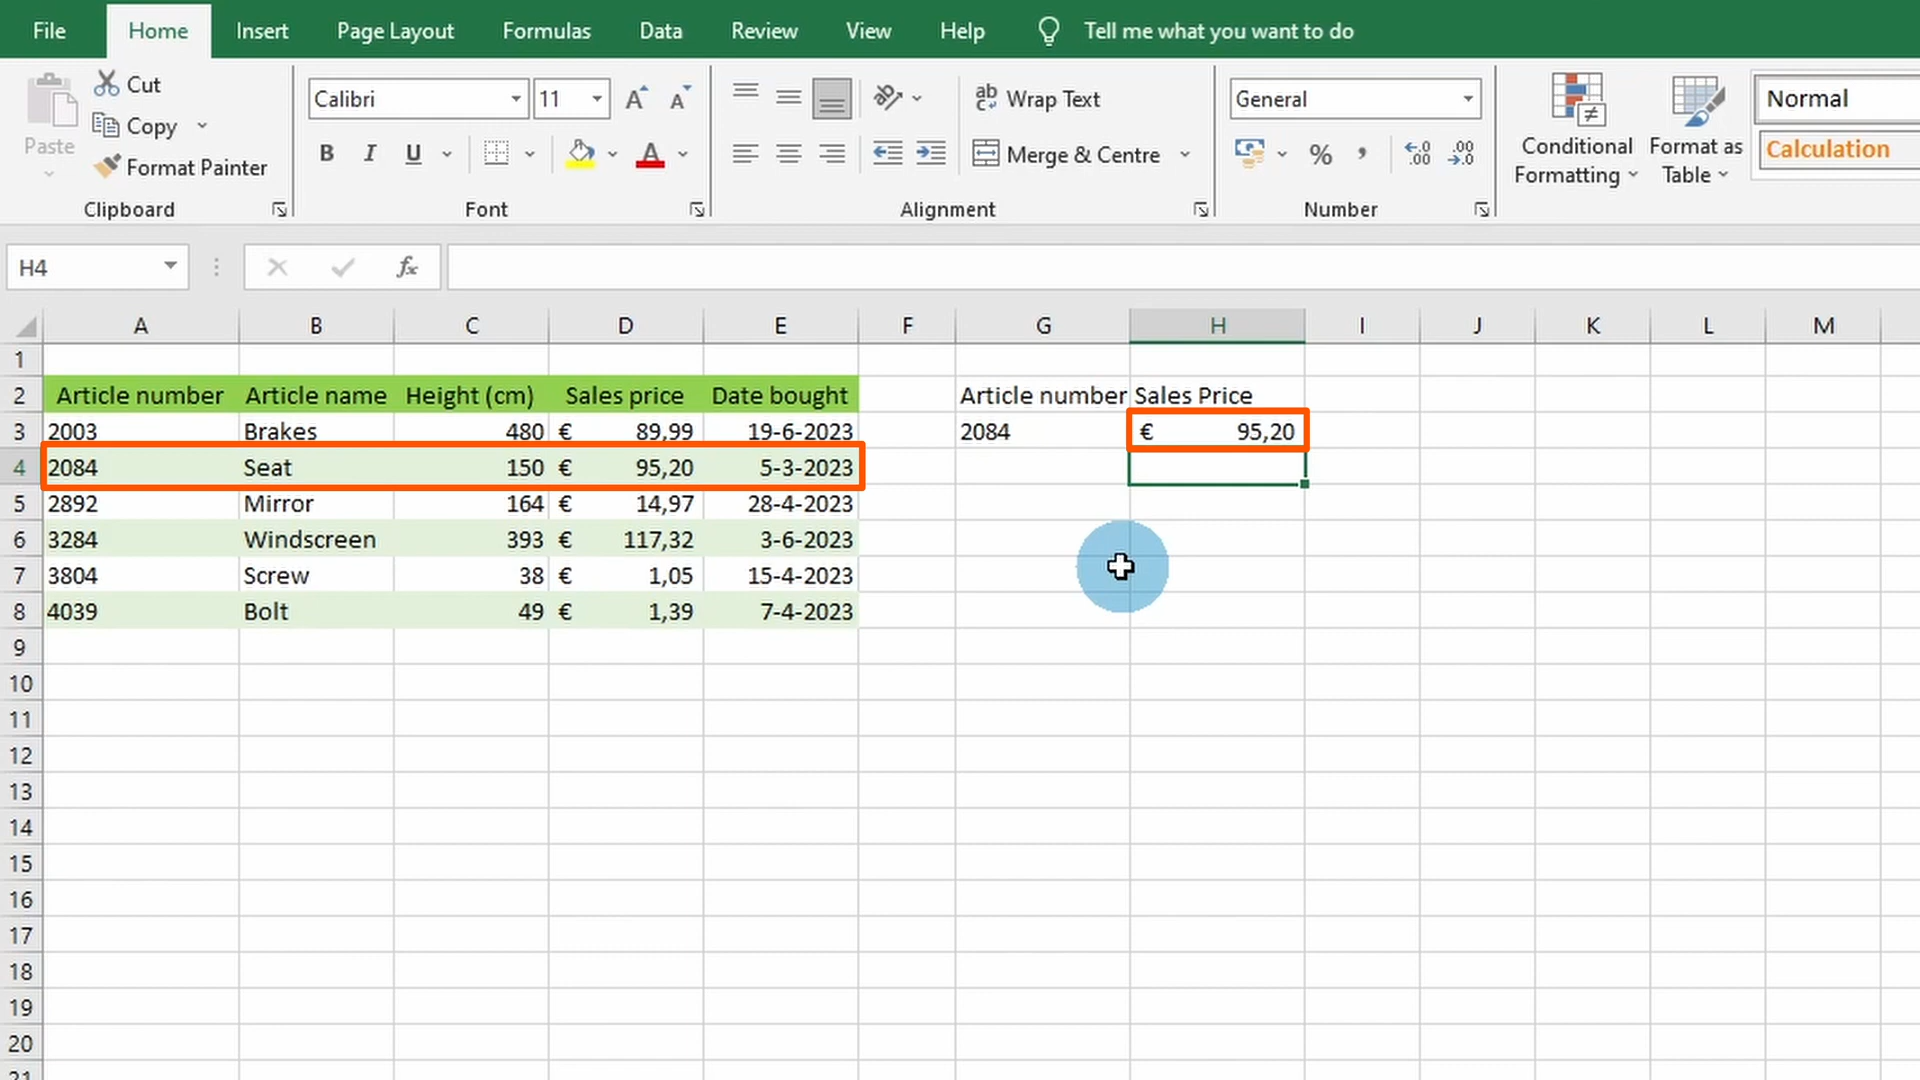 File Home Insert Page Layout Formulas Data Review View Help Tell me what you want to do
Paste
Cut
Copy
Format Painter
Clipboard
Calibri 11
B I U
Font
Wrap Text
Merge & Centre
Alignment
General
%
Number
Conditional Formatting
Format as Table
Normal
Calculation
H4 fx
A B C D E F G H I J K L M
1
2 Article number Article name Height (cm) Sales price Date bought Article number Sales Price
3 2003 Brakes 480 € 89,99 19-6-2023 2084 € 95,20
4 2084 Seat 150 € 95,20 5-3-2023
5 2892 Mirror 164 € 14,97 28-4-2023
6 3284 Windscreen 393 € 117,32 3-6-2023
7 3804 Screw 38 € 1,05 15-4-2023
8 4039 Bolt 49 € 1,39 7-4-2023
9
10
11
12
13
14
15
16
17
18
19
20
21